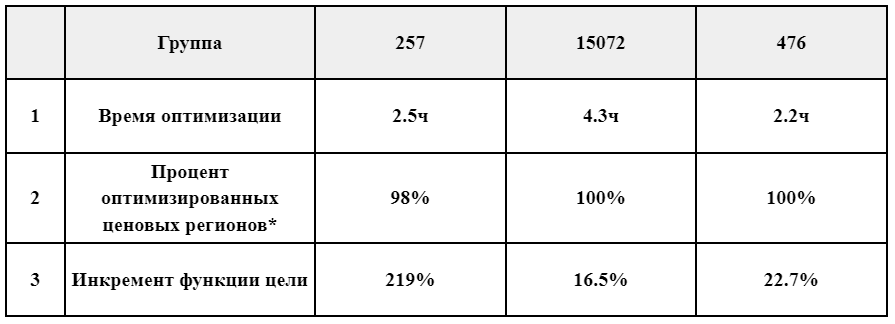 Группа 257 15072 476
1 Время оптимизации 2.5ч 4.3ч 2.2ч
Процент
2 оптимизированных 98% 100% 100%
ценовых регионов*
3 Инкремент функции цели 219% 16.5% 22.7%